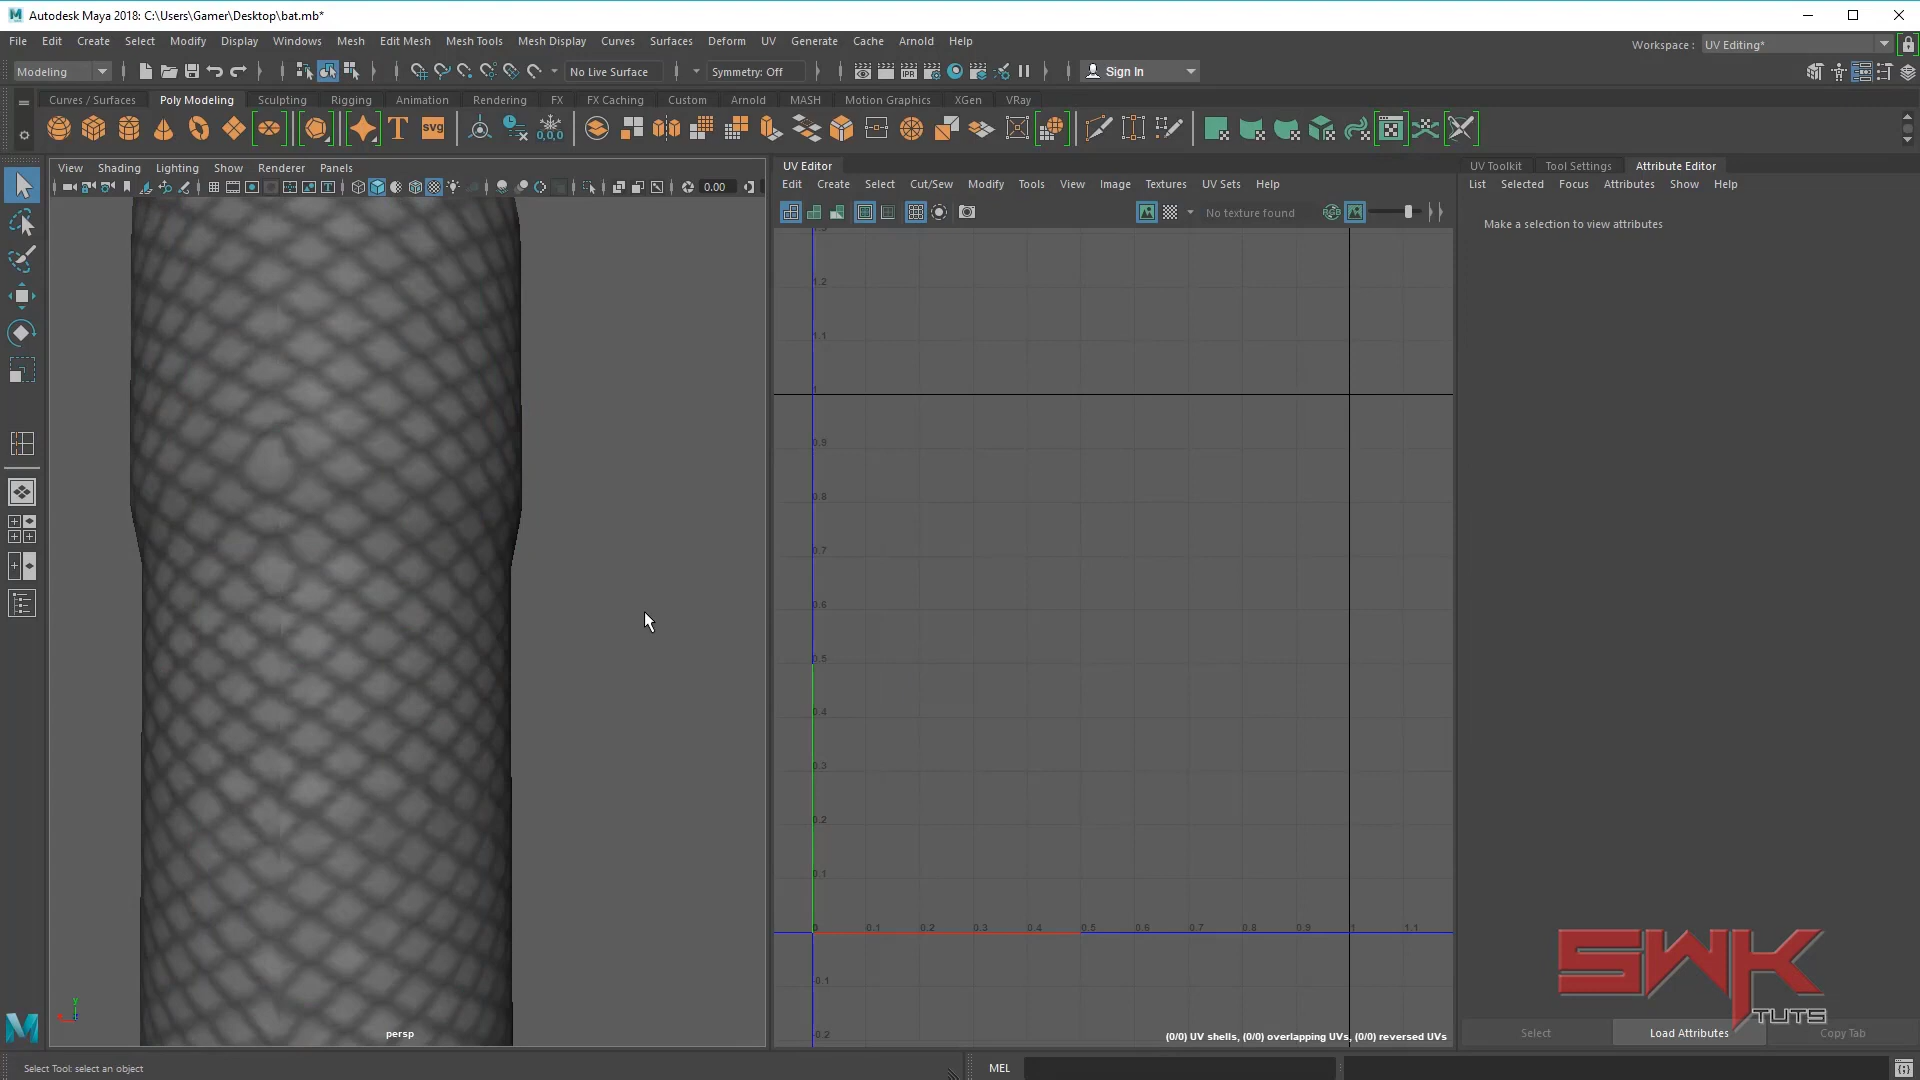 Autodesk Maya 2018: C:\Users\Gamer\Desktop\bat.mb*
File Edit Create Select Modify Display Windows Mesh Edit Mesh Mesh Tools Mesh Display Curves Surfaces Deform UV Generate Cache Arnold Help
Workspace : UV Editing*
Modeling No Live Surface Symmetry: Off IPR Sign In
Curves / Surfaces Poly Modeling Sculpting Rigging Animation Rendering FX FX Caching Custom Arnold MASH Motion Graphics XGen VRay
T svg 0,0,0
View Shading Lighting Show Renderer Panels
0.00
UV Editor
Edit Create Select Cut/Sew Modify Tools View Image Textures UV Sets Help
No texture found RGB
UV Toolkit Tool Settings Attribute Editor
List Selected Focus Attributes Show Help
Make a selection to view attributes
1.3
1.2
1.1
1
0.9
0.8
0.7
0.6
0.5
0.4
0.3
0.2
0.1
0 0.1 0.2 0.3 0.4 0.5 0.6 0.7 0.8 0.9 1 1.1
-0.1
-0.2
y
persp
(0/0) UV shells, (0/0) overlapping UVs, (0/0) reversed UVs
SWK
TUTS
Select Load Attributes Copy Tab
Select Tool: select an object
MEL